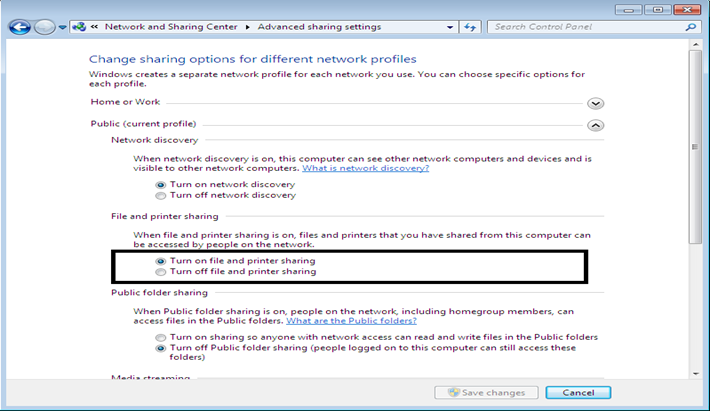 Network and Sharing Center ▸ Advanced sharing settings
Search Control Panel
Change sharing options for different network profiles
Windows creates a separate network profile for each network you use. You can choose specific options for
each profile.
Home or Work
Public (current profile)
Network discovery
When network discovery is on, this computer can see other network computers and devices and is
visible to other network computers. What is network discovery?
Turn on network discovery
Turn off network discovery
File and printer sharing
When file and printer sharing is on, files and printers that you have shared from this computer can
be accessed by people on the network.
Turn on file and printer sharing
Turn off file and printer sharing
Public folder sharing
When Public folder sharing is on, people on the network, including homegroup members, can
access files in the Public folders. What are the Public folders?
Turn on sharing so anyone with network access can read and write files in the Public folders
Turn off Public folder sharing (people logged on to this computer can still access these
folders)
Media streaming
Save changes
Cancel